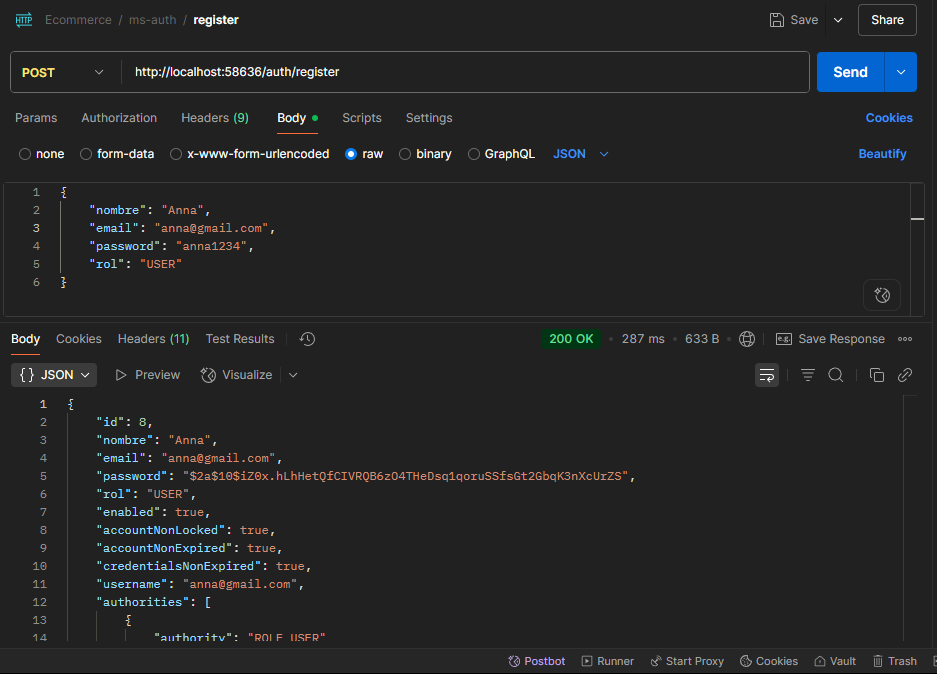 HTTP Ecommerce / ms-auth / register Save Share
POST http://localhost:58636/auth/register Send
Params Authorization Headers (9) Body Scripts Settings Cookies
none form-data x-www-form-urlencoded raw binary GraphQL JSON Beautify
1 {
2 "nombre": "Anna",
3 "email": "anna@gmail.com",
4 "password": "anna1234",
5 "rol": "USER"
6 }
Body Cookies Headers (11) Test Results 200 OK • 287 ms • 633 B • e.g. Save Response
{} JSON Preview Visualize
1 {
2 "id": 8,
3 "nombre": "Anna",
4 "email": "anna@gmail.com",
5 "password": "$2a$10$iZ0x.hLhHetQfCIVRQB6zO4THeDsq1qoruSSfsGt2GbqK3nXcUrZS",
6 "rol": "USER",
7 "enabled": true,
8 "accountNonLocked": true,
9 "accountNonExpired": true,
10 "credentialsNonExpired": true,
11 "username": "anna@gmail.com",
12 "authorities": [
13 {
14 "authority": "ROLE_USER"
Postbot Runner Start Proxy Cookies Vault Trash